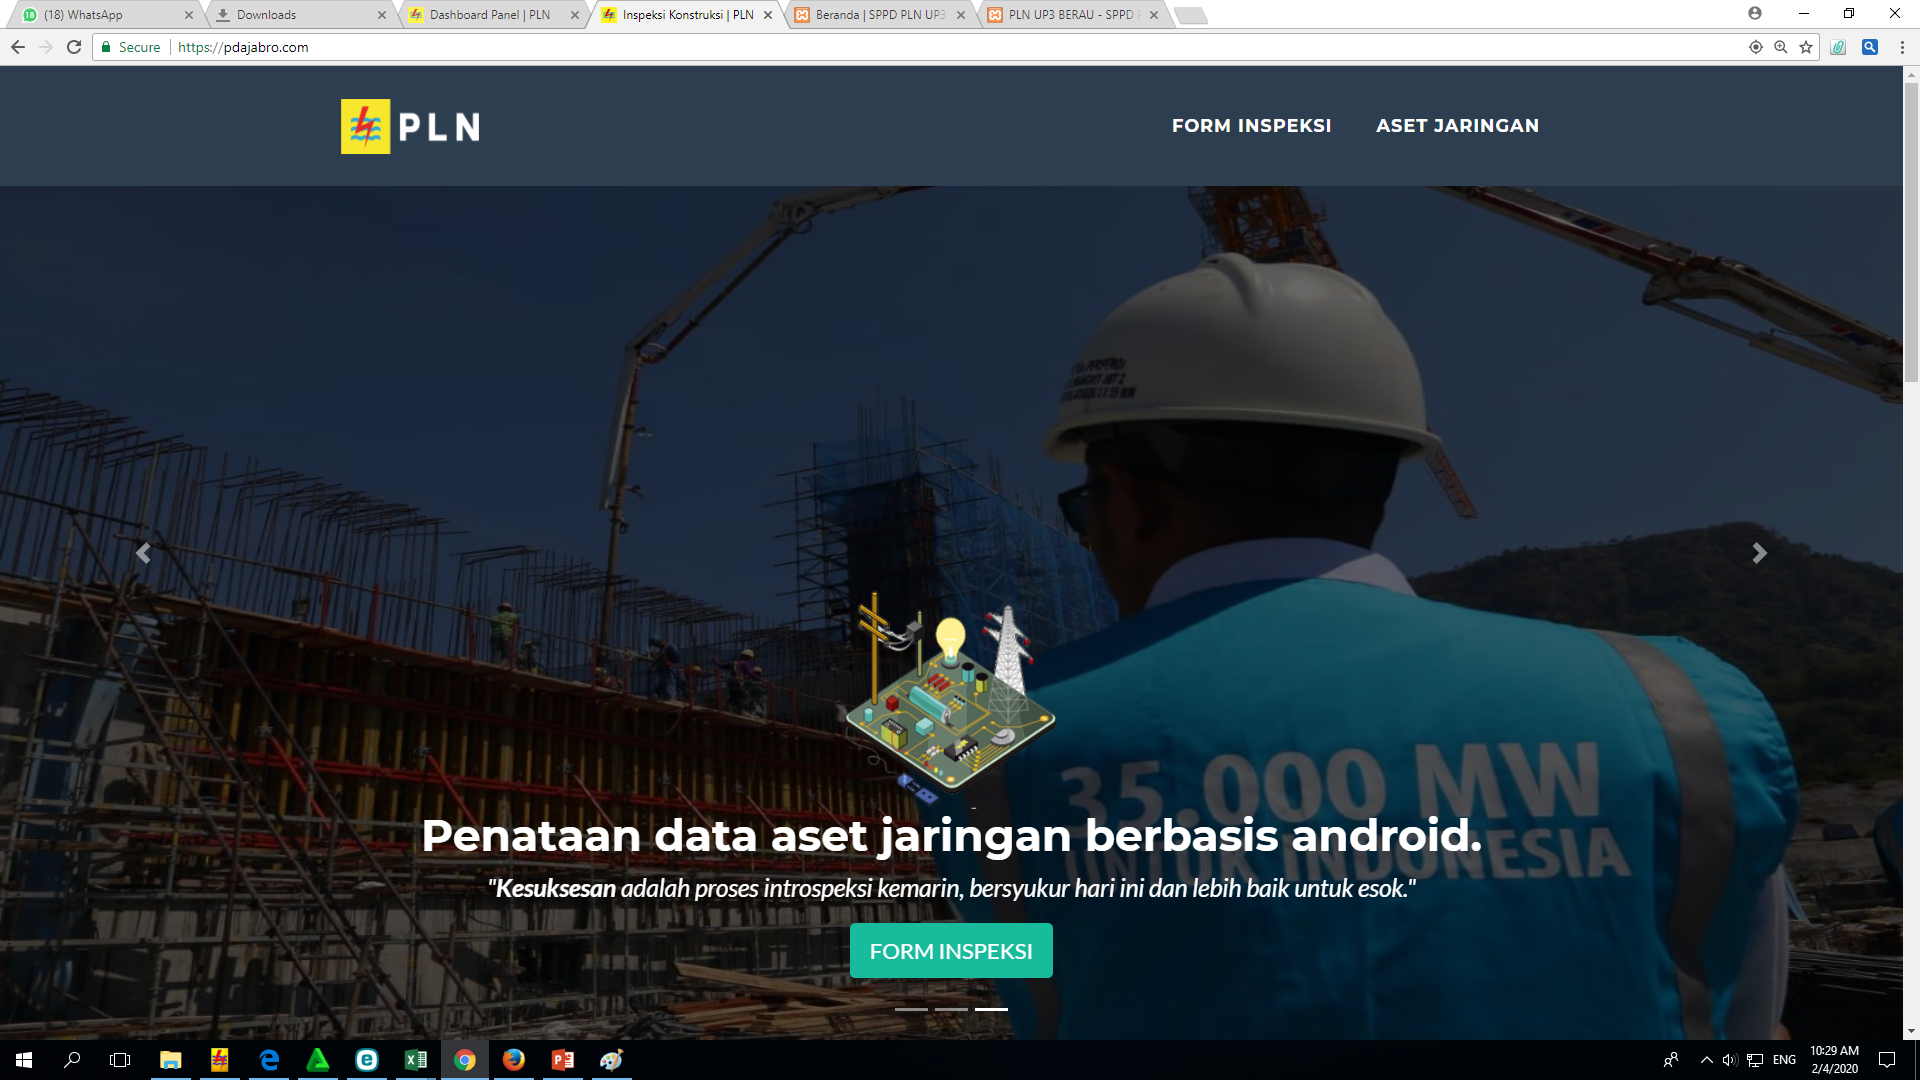 (18) WhatsApp
Downloads
Dashboard Panel | PLN
Inspeksi Konstruksi | PLN
Beranda | SPPD PLN UP3
PLN UP3 BERAU - SPPD
Secure
https://pdajabro.com
PLN
FORM INSPEKSI
ASET JARINGAN
35.000 MW
UNTUK INDONESIA
Penataan data aset jaringan berbasis android.
"Kesuksesan adalah proses introspeksi kemarin, bersyukur hari ini dan lebih baik untuk esok."
FORM INSPEKSI
ENG
10:29 AM
2/4/2020